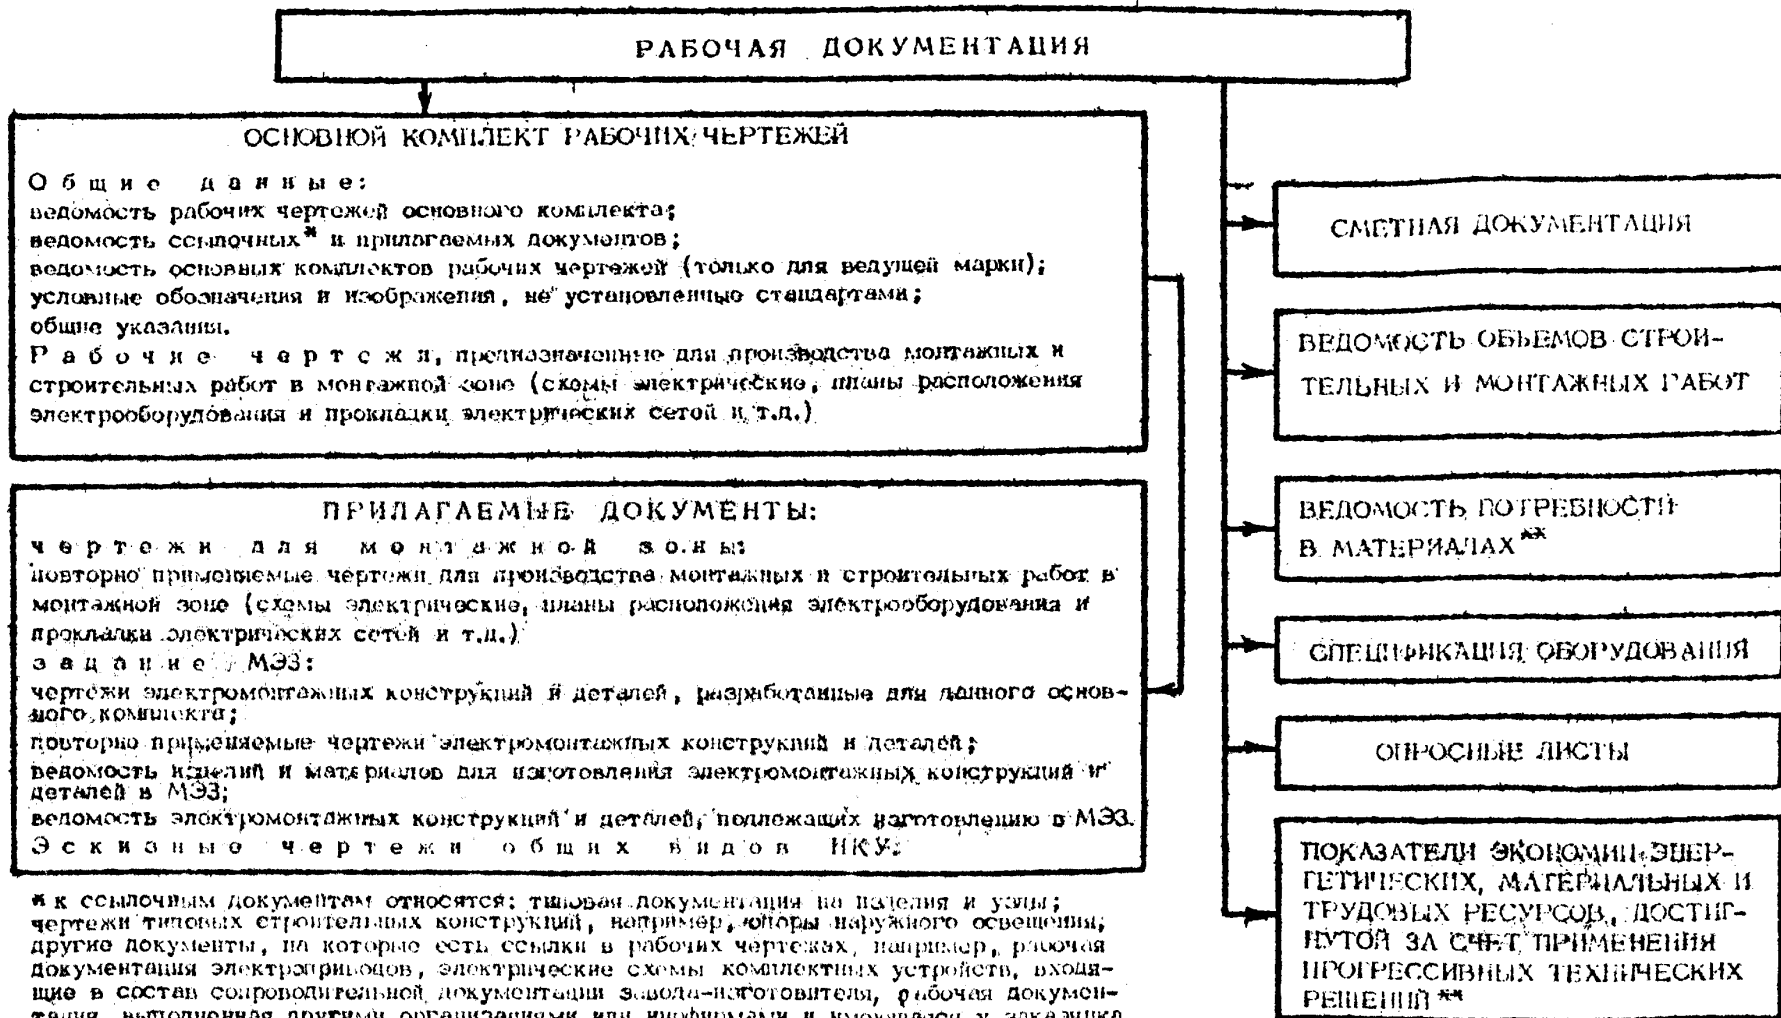 РАБОЧАЯ ДОКУМЕНТАЦИЯ
ОСНОВНОЙ КОМПЛЕКТ РАБОЧИХ ЧЕРТЕЖЕЙ
Общие данные:
ведомость рабочих чертежей основного комплекта;
ведомость ссылочных* и прилагаемых документов;
ведомость основных комплектов рабочих чертежей (только для ведущей марки);
условные обозначения и изображения, не установленные стандартами;
общие указания.
Рабочие чертежи, предназначенные для производства монтажных и
строительных работ в монтажной зоне (схемы электрические, планы расположения
электрооборудования и прокладки электрических сетей и т.д.)
ПРИЛАГАЕМЫЕ ДОКУМЕНТЫ:
чертежи для монтажной зоны:
повторно применяемые чертежи для производства монтажных и строительных работ в
монтажной зоне (схемы электрические, планы расположения электрооборудования и
прокладки электрических сетей и т.д.)
задание МЭЗ:
чертежи электромонтажных конструкций и деталей, разработанные для данного основ-
ного комплекта;
повторно применяемые чертежи электромонтажных конструкций и деталей;
ведомость изделий и материалов для изготовления электромонтажных конструкций и
деталей в МЭЗ;
ведомость электромонтажных конструкций и деталей, подлежащих изготовлению в МЭЗ.
Эскизные чертежи общих видов НКУ.
* к ссылочным документам относятся: типовая документация на изделия и узлы;
чертежи типовых строительных конструкций, например, опоры наружного освещения;
другие документы, на которые есть ссылки в рабочих чертежах, например, рабочая
документация электроприводов, электрические схемы комплектных устройств, входя-
щие в состав сопроводительной документации завода-изготовителя, рабочая докумен-
тация, выполненная другими организациями или инофирмами и имеющаяся у заказчика
СМЕТНАЯ ДОКУМЕНТАЦИЯ
ВЕДОМОСТЬ ОБЪЕМОВ СТРОИ-
ТЕЛЬНЫХ И МОНТАЖНЫХ РАБОТ
ВЕДОМОСТЬ ПОТРЕБНОСТИ
В МАТЕРИАЛАХ**
СПЕЦИФИКАЦИЯ ОБОРУДОВАНИЯ
ОПРОСНЫЕ ЛИСТЫ
ПОКАЗАТЕЛИ ЭКОНОМИИ ЭНЕР-
ГЕТИЧЕСКИХ, МАТЕРИАЛЬНЫХ И
ТРУДОВЫХ РЕСУРСОВ, ДОСТИГ-
НУТОЙ ЗА СЧЕТ ПРИМЕНЕНИЯ
ПРОГРЕССИВНЫХ ТЕХНИЧЕСКИХ
РЕШЕНИЙ**